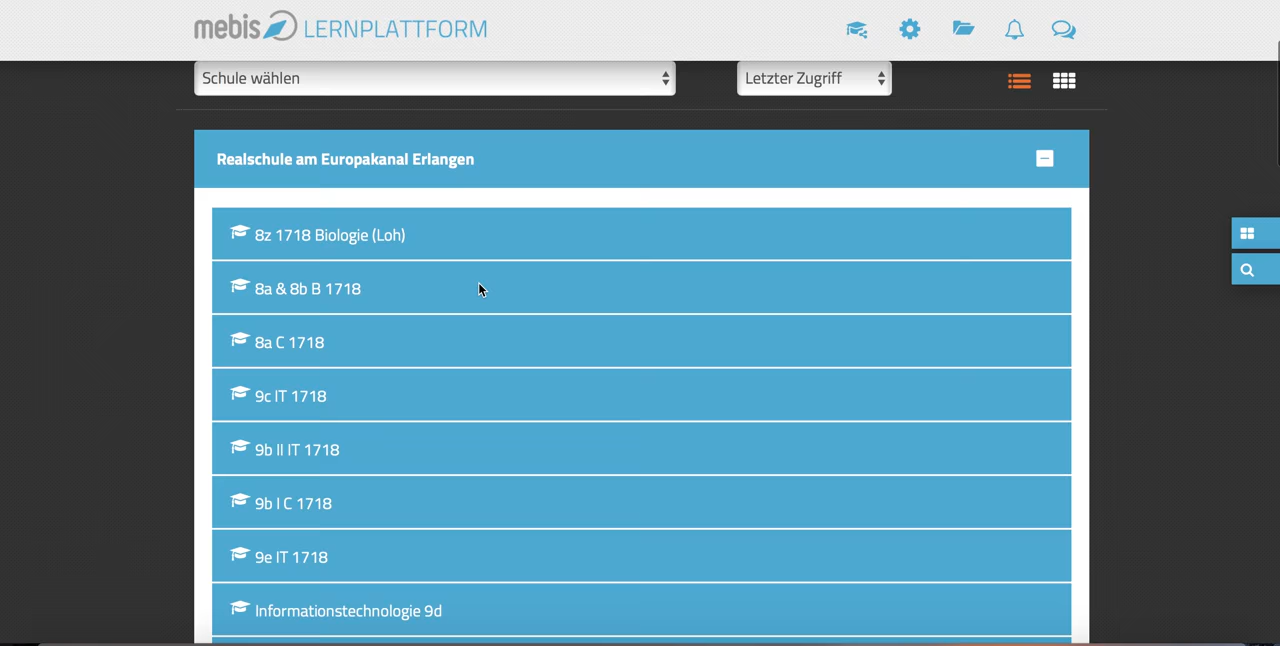 mebis LERNPLATTFORM
Schule wählen Letzter Zugriff
Realschule am Europakanal Erlangen
8z 1718 Biologie (Loh)
8a & 8b B 1718
8a C 1718
9c IT 1718
9b II IT 1718
9b I C 1718
9e IT 1718
Informationstechnologie 9d